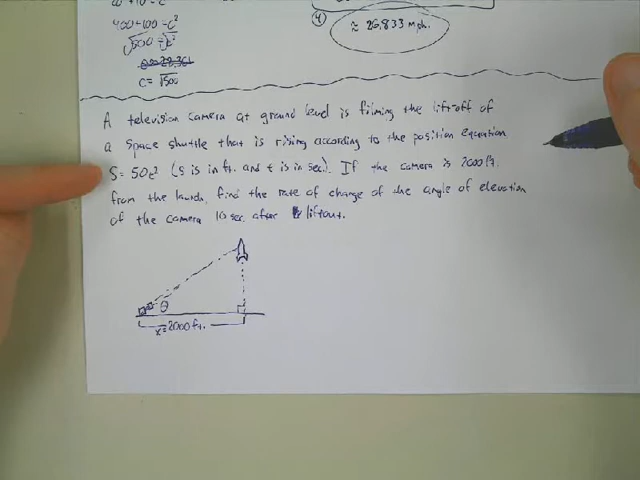 400+100=c²
√500=√c²
c=√500
④
≈ 26.833 mph.
A television camera at ground level is filming the liftoff of
a space shuttle that is rising according to the position equation
S=50t² (s is in ft. and t is in sec.). If the camera is 2000 ft.
from the launch, find the rate of change of the angle of elevation
of the camera 10 sec. after liftout.
θ
x=2000ft.